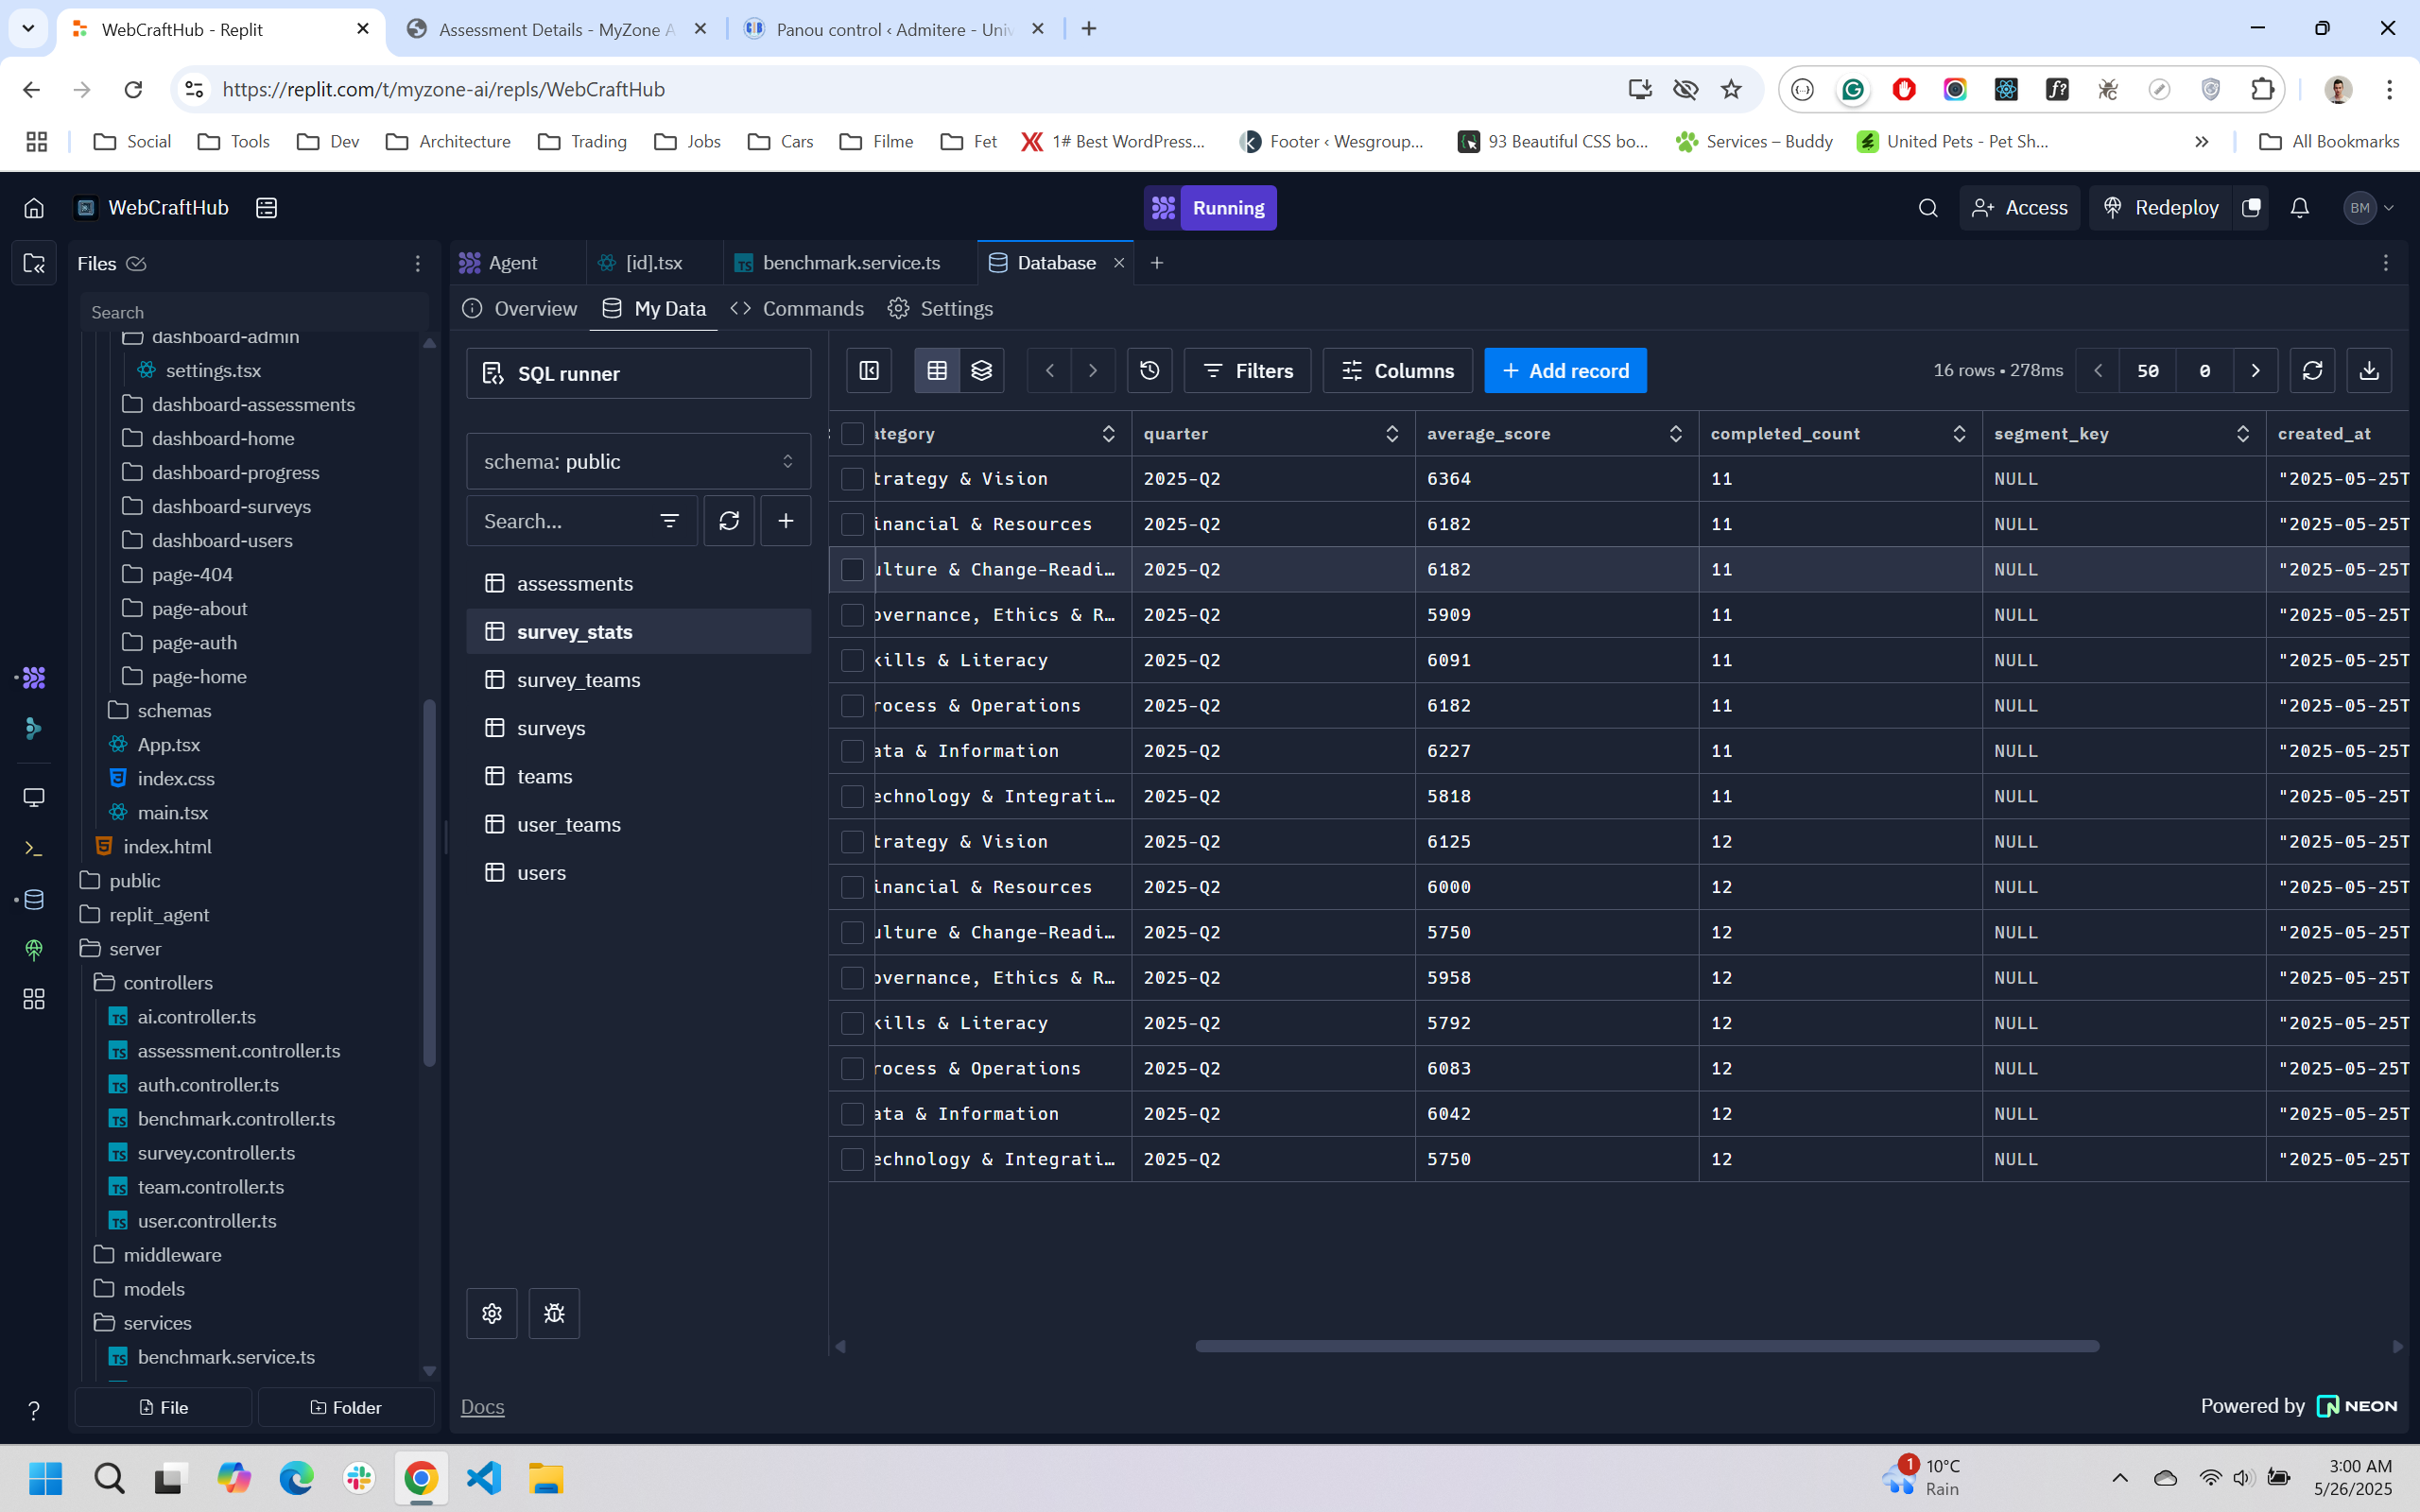 WebCraftHub - Replit
Assessment Details - MyZone A
Panou control ‹ Admitere - Univ
https://replit.com/t/myzone-ai/repls/WebCraftHub
Social
Tools
Dev
Architecture
Trading
Jobs
Cars
Filme
Fet
1# Best WordPress...
Footer ‹ Wesgroup...
93 Beautiful CSS bo...
Services – Buddy
United Pets - Pet Sh...
All Bookmarks
WebCraftHub
Running
Access
Redeploy
BM
Files
Agent
[id].tsx
benchmark.service.ts
Database
Search
Overview
My Data
Commands
Settings
dashboard-admin
settings.tsx
dashboard-assessments
dashboard-home
dashboard-progress
dashboard-surveys
dashboard-users
page-404
page-about
page-auth
page-home
schemas
App.tsx
index.css
main.tsx
index.html
public
replit_agent
server
controllers
ai.controller.ts
assessment.controller.ts
auth.controller.ts
benchmark.controller.ts
survey.controller.ts
team.controller.ts
user.controller.ts
middleware
models
services
benchmark.service.ts
File
Folder
SQL runner
schema: public
Search...
assessments
survey_stats
survey_teams
surveys
teams
user_teams
users
Docs
Filters
Columns
Add record
16 rows • 278ms
50
0
ategory quarter average_score completed_count segment_key created_at
trategy & Vision 2025-Q2 6364 11 NULL "2025-05-25T
inancial & Resources 2025-Q2 6182 11 NULL "2025-05-25T
ulture & Change-Readi… 2025-Q2 6182 11 NULL "2025-05-25T
overnance, Ethics & R… 2025-Q2 5909 11 NULL "2025-05-25T
kills & Literacy 2025-Q2 6091 11 NULL "2025-05-25T
rocess & Operations 2025-Q2 6182 11 NULL "2025-05-25T
ata & Information 2025-Q2 6227 11 NULL "2025-05-25T
echnology & Integrati… 2025-Q2 5818 11 NULL "2025-05-25T
trategy & Vision 2025-Q2 6125 12 NULL "2025-05-25T
inancial & Resources 2025-Q2 6000 12 NULL "2025-05-25T
ulture & Change-Readi… 2025-Q2 5750 12 NULL "2025-05-25T
overnance, Ethics & R… 2025-Q2 5958 12 NULL "2025-05-25T
kills & Literacy 2025-Q2 5792 12 NULL "2025-05-25T
rocess & Operations 2025-Q2 6083 12 NULL "2025-05-25T
ata & Information 2025-Q2 6042 12 NULL "2025-05-25T
echnology & Integrati… 2025-Q2 5750 12 NULL "2025-05-25T
Powered by NEON
1
10°C
Rain
3:00 AM
5/26/2025